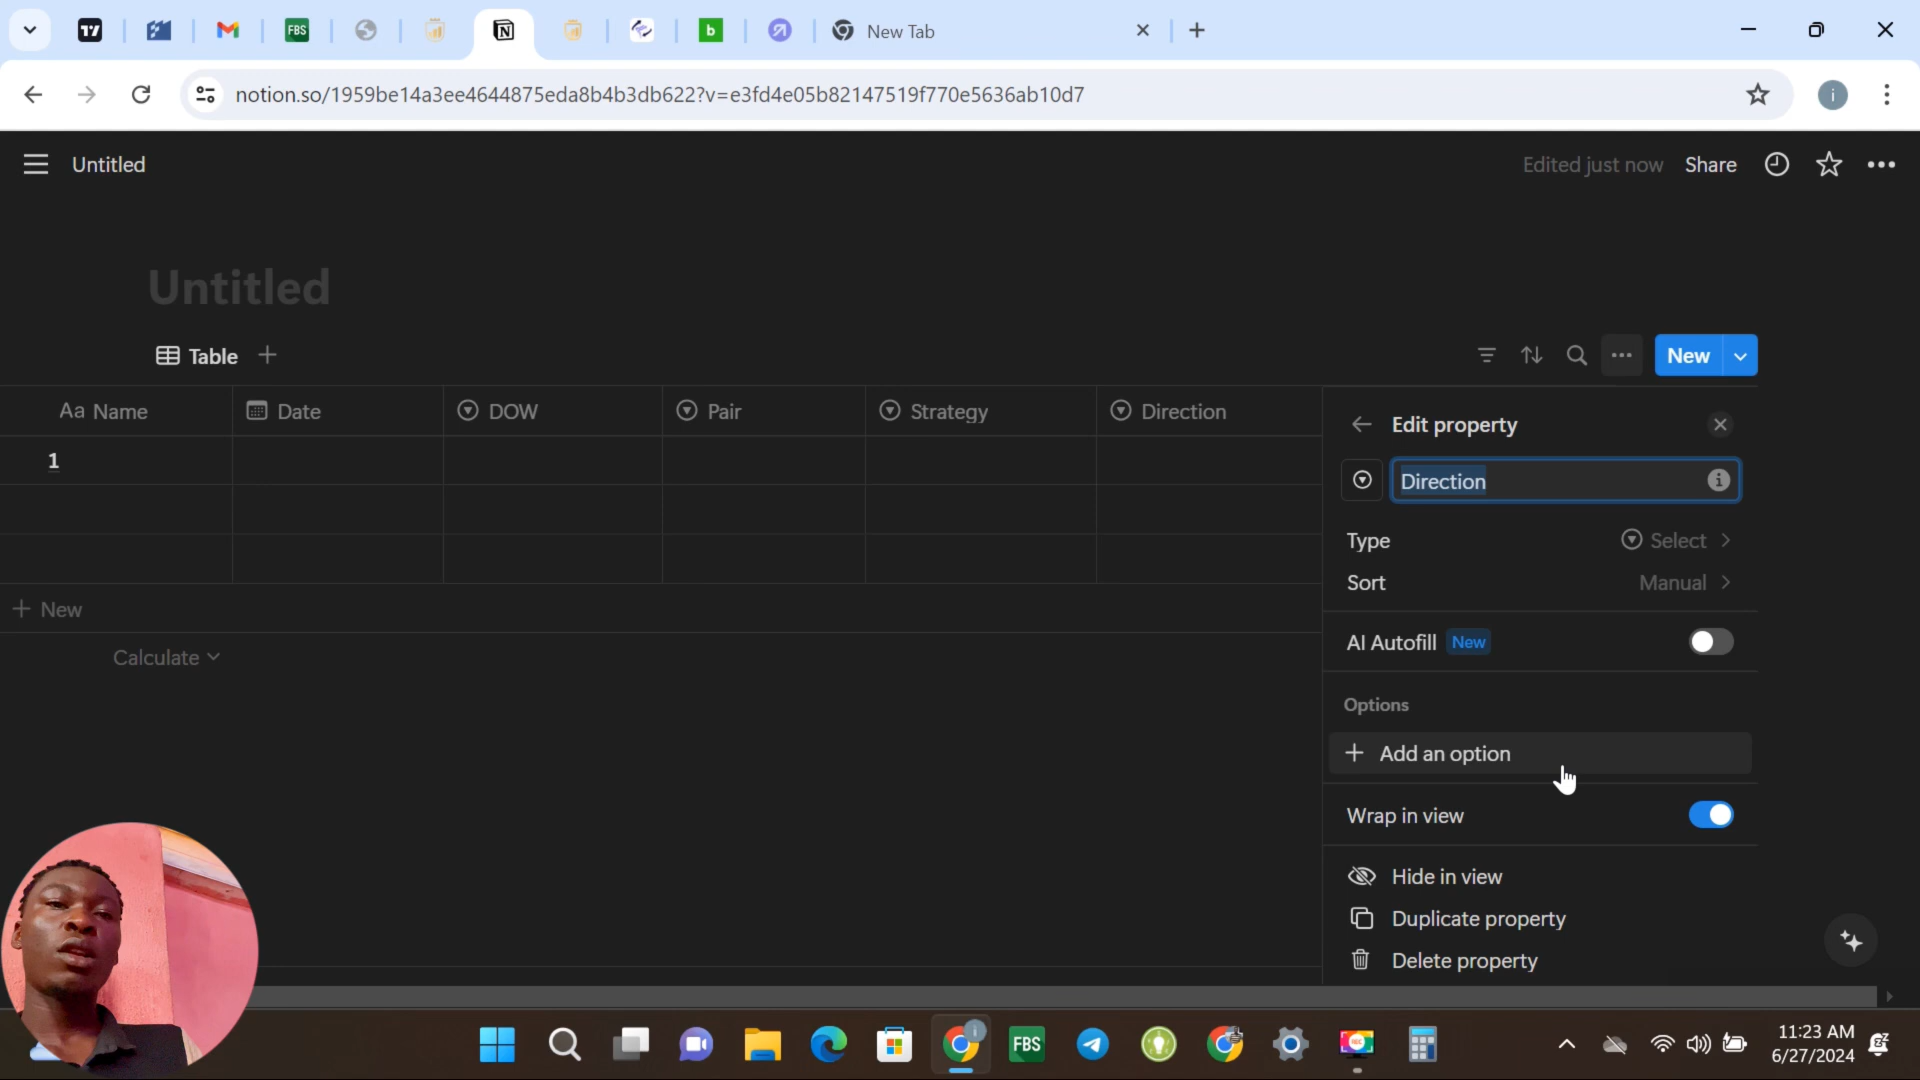 FBS
b
New Tab
notion.so/1959be14a3ee4644875eda8b4b3db622?v=e3fd4e05b82147519f770e5636ab10d7
i
Untitled
Edited just now
Share
Untitled
Table
New
Aa Name
Date
DOW
Pair
Strategy
Direction
1
New
Calculate
Edit property
Direction
Type
Select
Sort
Manual
AI Autofill
New
Options
Add an option
Wrap in view
Hide in view
Duplicate property
Delete property
FBS
11:23 AM
6/27/2024